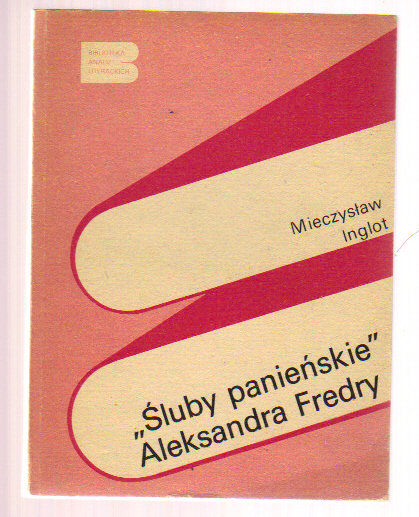 BIBLIOTEKA
ANALIZ
LITERACKICH
Mieczysław
Inglot
„Śluby panieńskie”
Aleksandra Fredry